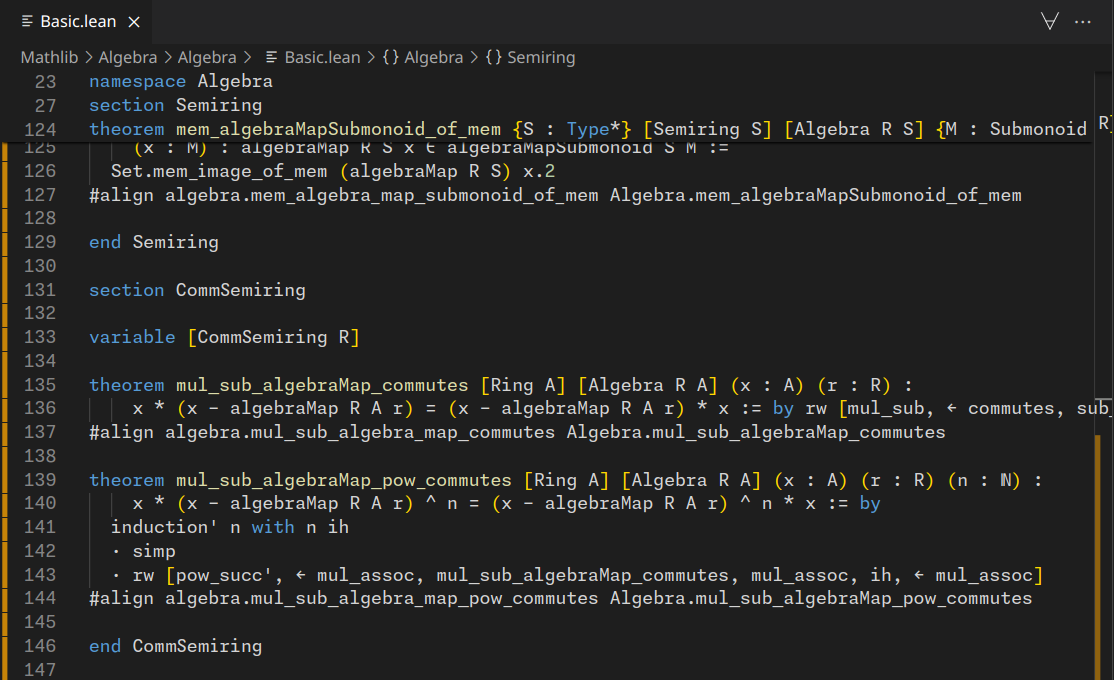 Basic.lean ×
∀ ...
Mathlib > Algebra > Algebra > Basic.lean > {} Algebra > {} Semiring
23 namespace Algebra
27 section Semiring
124 theorem mem_algebraMapSubmonoid_of_mem {S : Type*} [Semiring S] [Algebra R S] {M : Submonoid R}
125 (x : M) : algebraMap R S x ∈ algebraMapSubmonoid S M :=
126 Set.mem_image_of_mem (algebraMap R S) x.2
127 #align algebra.mem_algebra_map_submonoid_of_mem Algebra.mem_algebraMapSubmonoid_of_mem
128
129 end Semiring
130
131 section CommSemiring
132
133 variable [CommSemiring R]
134
135 theorem mul_sub_algebraMap_commutes [Ring A] [Algebra R A] (x : A) (r : R) :
136 x * (x - algebraMap R A r) = (x - algebraMap R A r) * x := by rw [mul_sub, ← commutes, sub_
137 #align algebra.mul_sub_algebra_map_commutes Algebra.mul_sub_algebraMap_commutes
138
139 theorem mul_sub_algebraMap_pow_commutes [Ring A] [Algebra R A] (x : A) (r : R) (n : ℕ) :
140 x * (x - algebraMap R A r) ^ n = (x - algebraMap R A r) ^ n * x := by
141 induction' n with n ih
142 · simp
143 · rw [pow_succ', ← mul_assoc, mul_sub_algebraMap_commutes, mul_assoc, ih, ← mul_assoc]
144 #align algebra.mul_sub_algebra_map_pow_commutes Algebra.mul_sub_algebraMap_pow_commutes
145
146 end CommSemiring
147